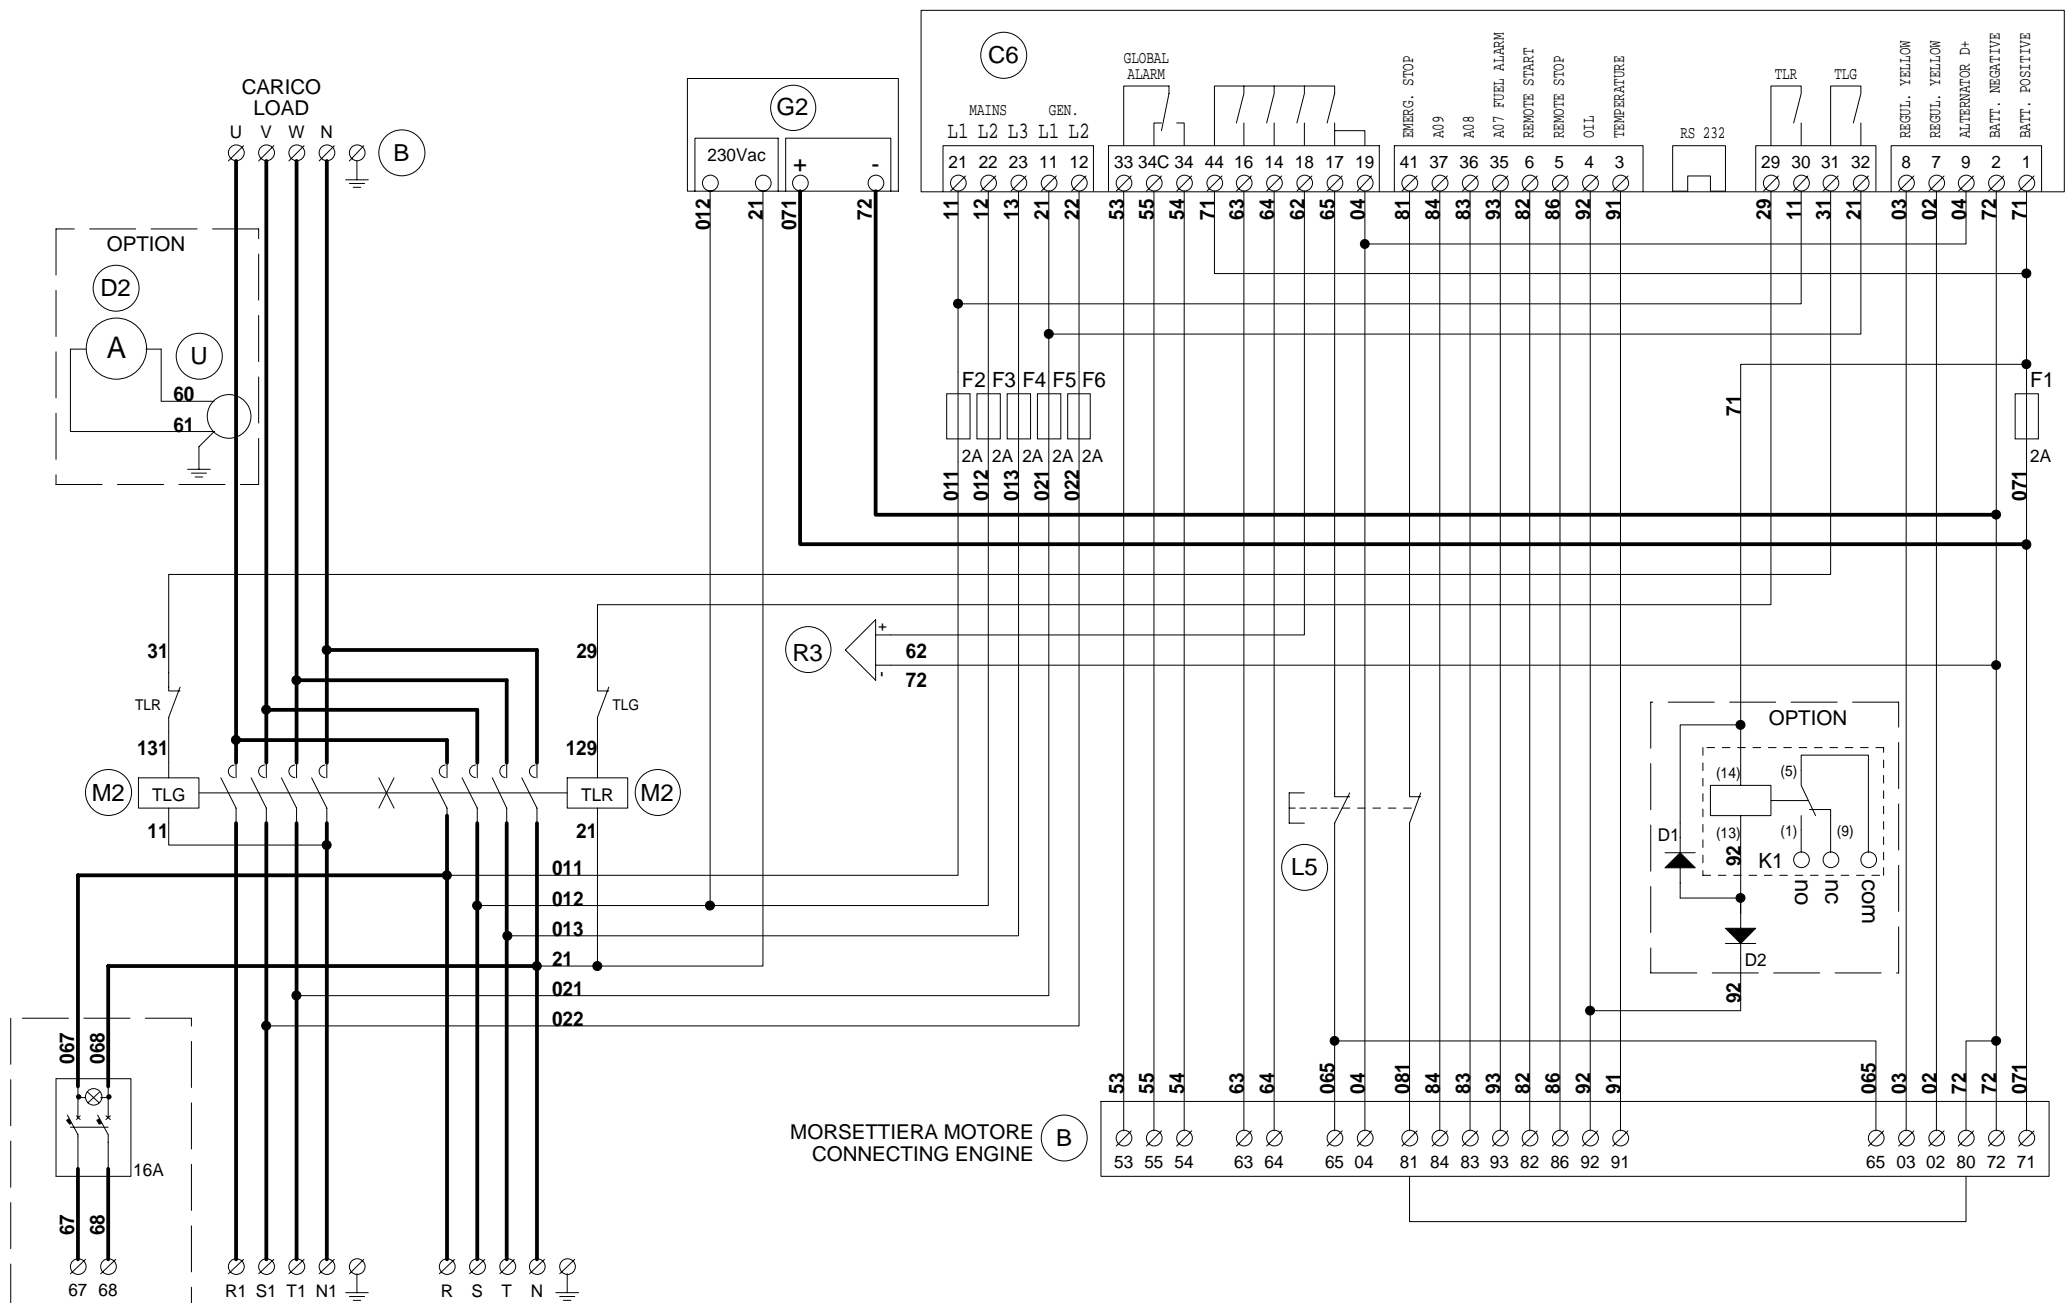 C6
GLOBAL
ALARM
EMERG. STOP
A09
A08
A07 FUEL ALARM
REMOTE START
REMOTE STOP
OIL
TEMPERATURE
TLR TLG
REGUL. YELLOW
REGUL. YELLOW
ALTERNATOR D+
BATT. NEGATIVE
BATT. POSITIVE
MAINS GEN.
L1 L2 L3 L1 L2
RS 232
21 22 23 11 12
33 34C 34 44 16 14 18 17 19
41 37 36 35 6 5 4 3
29 30 31 32
8 7 9 2 1
11 12 13 21 22
53 55 54 71 63 64 62 65 04
81 84 83 93 82 86 92 91
29 11 31 21
03 02 04 72 71
CARICO
LOAD
U V W N
B
G2
230Vac
+ -
012 21 071 72
OPTION
D2
A
U
60
61
F2 F3 F4 F5 F6
2A 2A 2A 2A 2A
011 012 013 021 022
71
F1
2A
071
31
TLR
131
M2 TLG
11
29
TLG
129
TLR M2
21
R3
+
62
-
72
011
012
013
21
021
022
L5
OPTION
(14) (5)
(13) (1) (9)
D1
92
K1
no
nc
com
D2
92
067 068
16A
67 68
67 68
R1 S1 T1 N1
R S T N
53 55 54 63 64 065 04 081 84 83 93 82 86 92 91 065 03 02 72 72 071
MORSETTIERA MOTORE
CONNECTING ENGINE
B
53 55 54 63 64 65 04 81 84 83 93 82 86 92 91 65 03 02 80 72 71